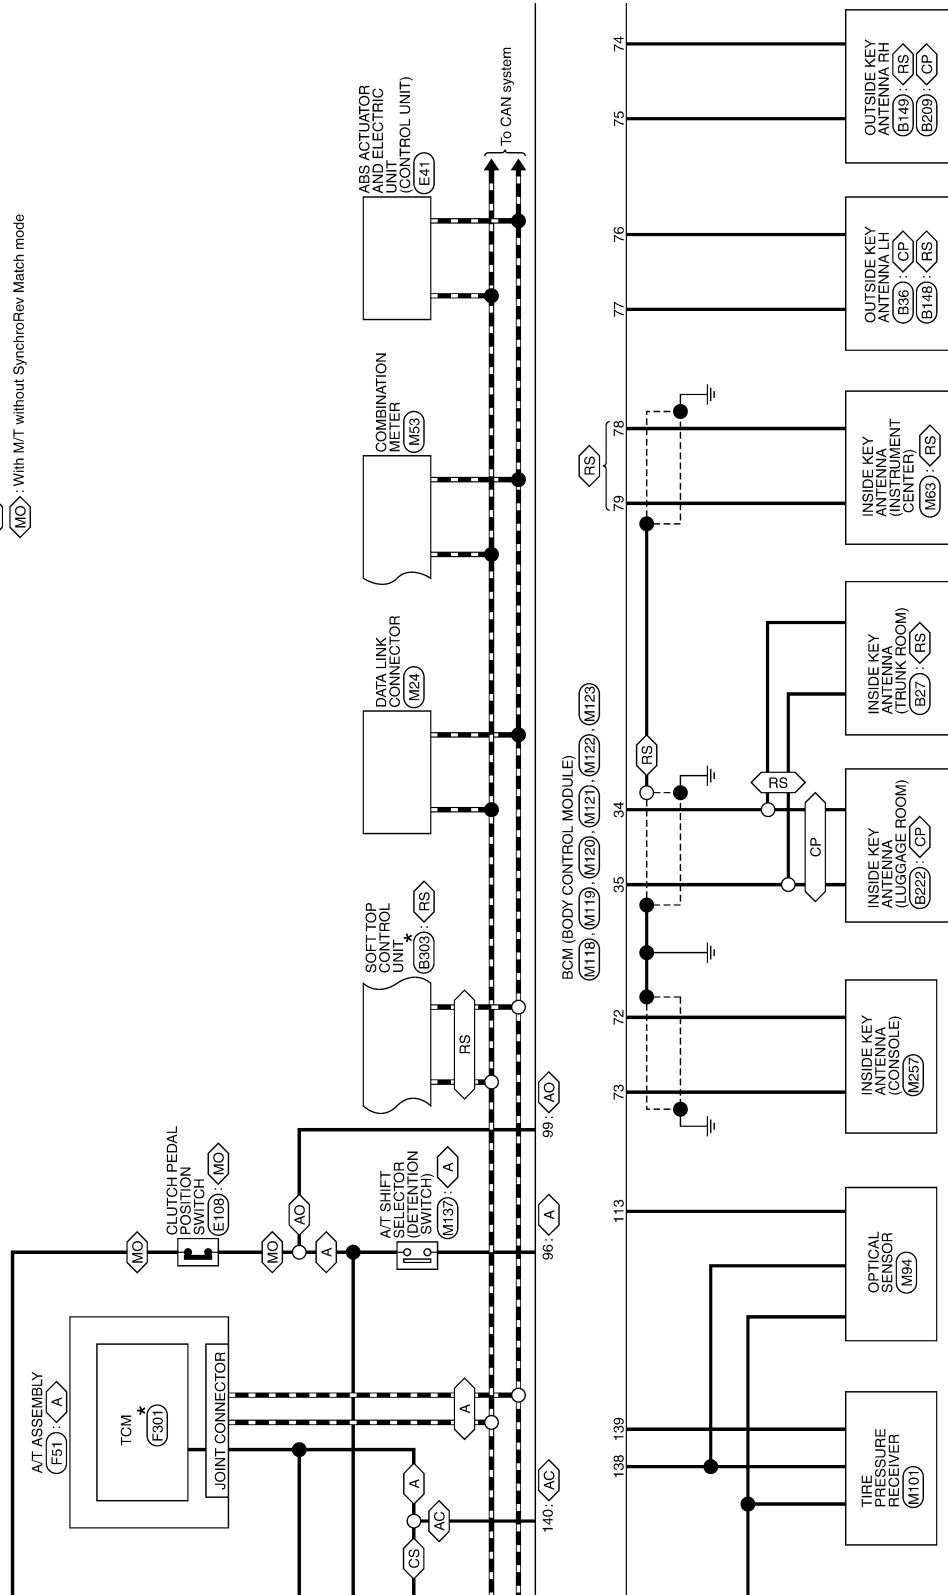 MO : With M/T without SynchroRev Match mode
A/T ASSEMBLY
F51 : A
TCM
*
F301
JOINT CONNECTOR
MO
CLUTCH PEDAL
POSITION
SWITCH
E108 : MO
MO
AO
A
A/T SHIFT
SELECTOR
(DETENTION
SWITCH)
M137 : A
SOFT TOP
CONTROL
UNIT *
B303 : RS
DATA LINK
CONNECTOR
M24
COMBINATION
METER
M53
ABS ACTUATOR
AND ELECTRIC
UNIT
(CONTROL UNIT)
E41
To CAN system
A
RS
A
CS
AC
140 : AC
96 : A
99 : AO
BCM (BODY CONTROL MODULE)
M118 , M119 , M120 , M121 , M122 , M123
RS
138
139
113
73
72
35
34
79
78
77
76
75
74
RS
RS
CP
TIRE
PRESSURE
RECEIVER
M101
OPTICAL
SENSOR
M94
INSIDE KEY
ANTENNA
(CONSOLE)
M257
INSIDE KEY
ANTENNA
(LUGGAGE ROOM)
B222 : CP
INSIDE KEY
ANTENNA
(TRUNK ROOM)
B27 : RS
INSIDE KEY
ANTENNA
(INSTRUMENT
CENTER)
M63 : RS
OUTSIDE KEY
ANTENNA LH
B36 : CP
B148 : RS
OUTSIDE KEY
ANTENNA RH
B149 : RS
B209 : CP